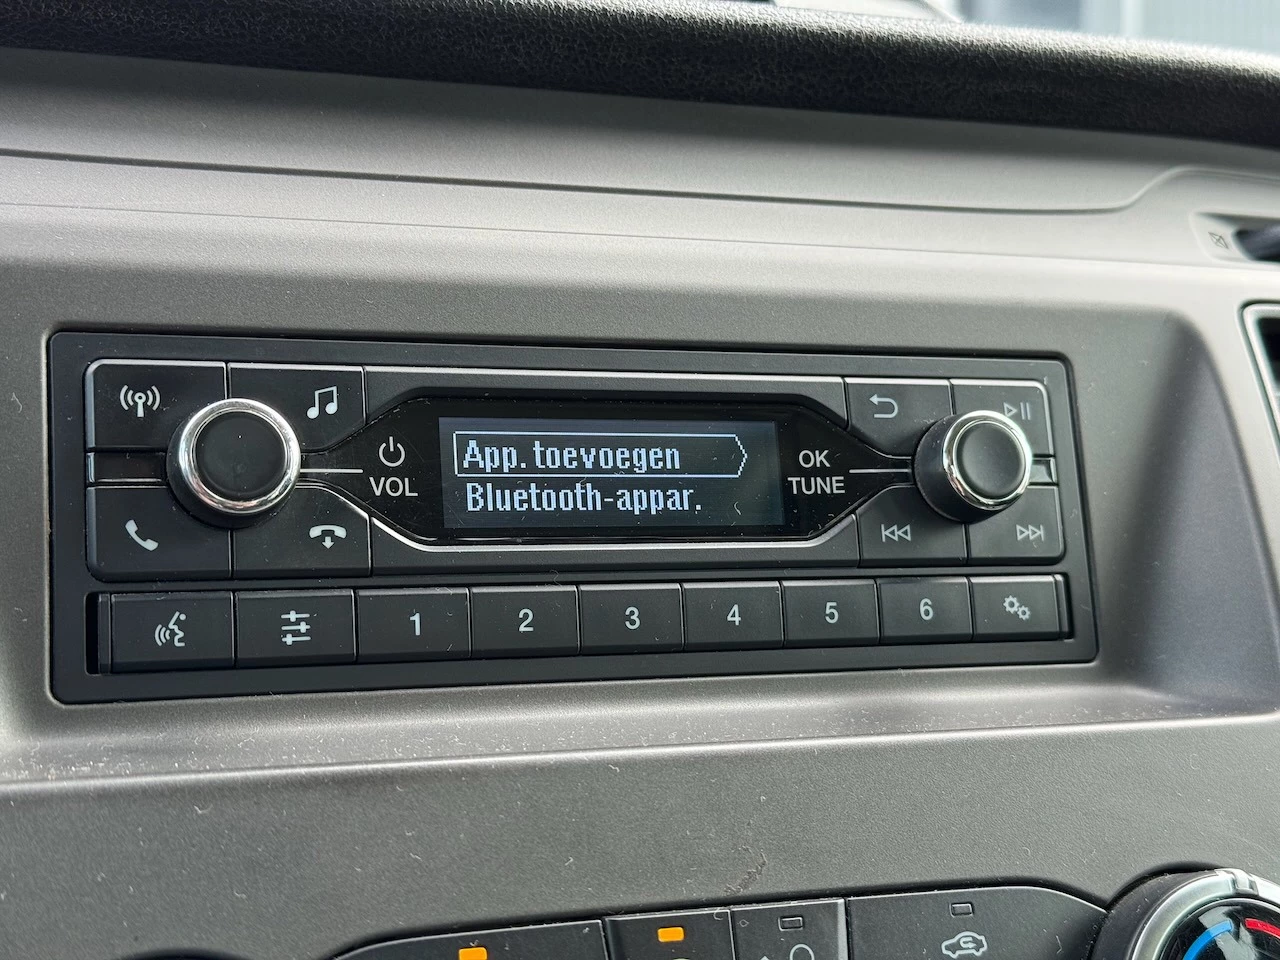 App. toevoegen
Bluetooth-appar.
VOL
OK
TUNE
1 2 3 4 5 6